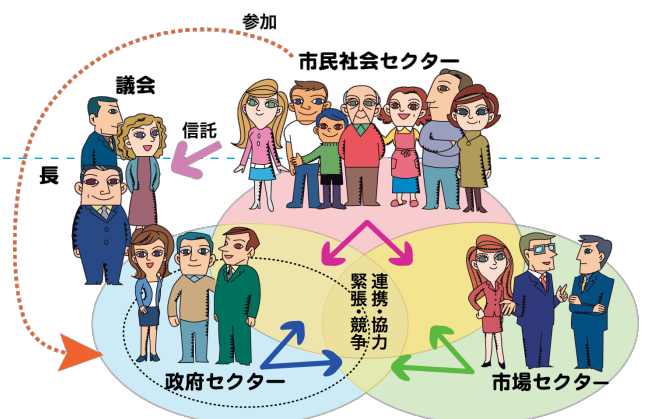 参加
市民社会セクター
議会
信託
長
連携・協力
緊張・競争
政府セクター
市場セクター